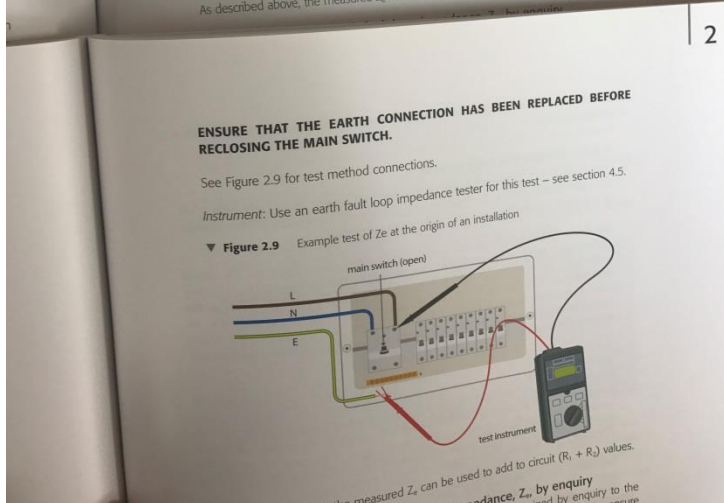 As described above, the
2
ENSURE THAT THE EARTH CONNECTION HAS BEEN REPLACED BEFORE
RECLOSING THE MAIN SWITCH.
See Figure 2.9 for test method connections.
Instrument: Use an earth fault loop impedance tester for this test – see section 4.5.
▼ Figure 2.9 Example test of Ze at the origin of an installation
main switch (open)
L
N
E
test instrument
measured Zₑ can be used to add to circuit (R₁ + R₂) values.
Zₑ, by enquiry
by enquiry to the